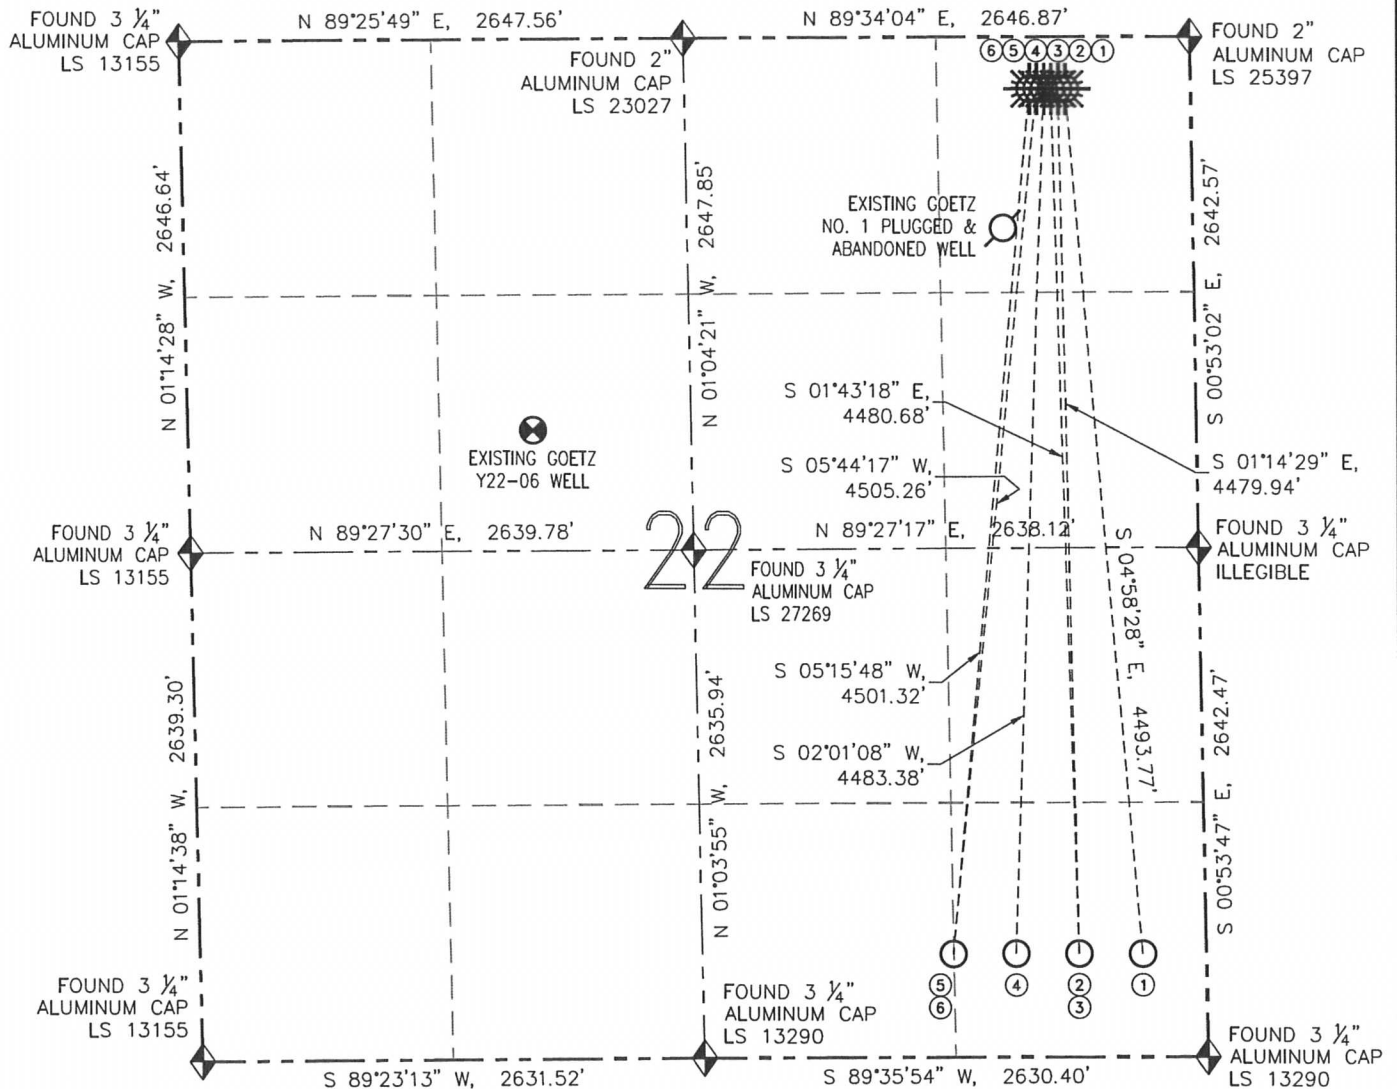 FOUND 3 ¼"
ALUMINUM CAP
LS 13155
N 89°25'49" E, 2647.56'
FOUND 2"
ALUMINUM CAP
LS 23027
N 89°34'04" E, 2646.87'
FOUND 2"
ALUMINUM CAP
LS 25397
6 5 4 3 2 1
N 01°14'28" W, 2646.64'
N 01°04'21" W, 2647.85'
S 00°53'02" E, 2642.57'
EXISTING GOETZ
NO. 1 PLUGGED &
ABANDONED WELL
EXISTING GOETZ
Y22-06 WELL
S 01°43'18" E,
4480.68'
S 05°44'17" W,
4505.26'
S 01°14'29" E,
4479.94'
FOUND 3 ¼"
ALUMINUM CAP
LS 13155
N 89°27'30" E, 2639.78'
22
N 89°27'17" E, 2638.12'
FOUND 3 ¼"
ALUMINUM CAP
LS 27269
FOUND 3 ¼"
ALUMINUM CAP
ILLEGIBLE
S 04°58'28" E, 4493.77'
S 05°15'48" W,
4501.32'
S 02°01'08" W,
4483.38'
N 01°14'38" W, 2639.30'
N 01°03'55" W, 2635.94'
S 00°53'47" E, 2642.47'
5
6
4
2
3
1
FOUND 3 ¼"
ALUMINUM CAP
LS 13155
FOUND 3 ¼"
ALUMINUM CAP
LS 13290
FOUND 3 ¼"
ALUMINUM CAP
LS 13290
S 89°23'13" W, 2631.52'
S 89°35'54" W, 2630.40'